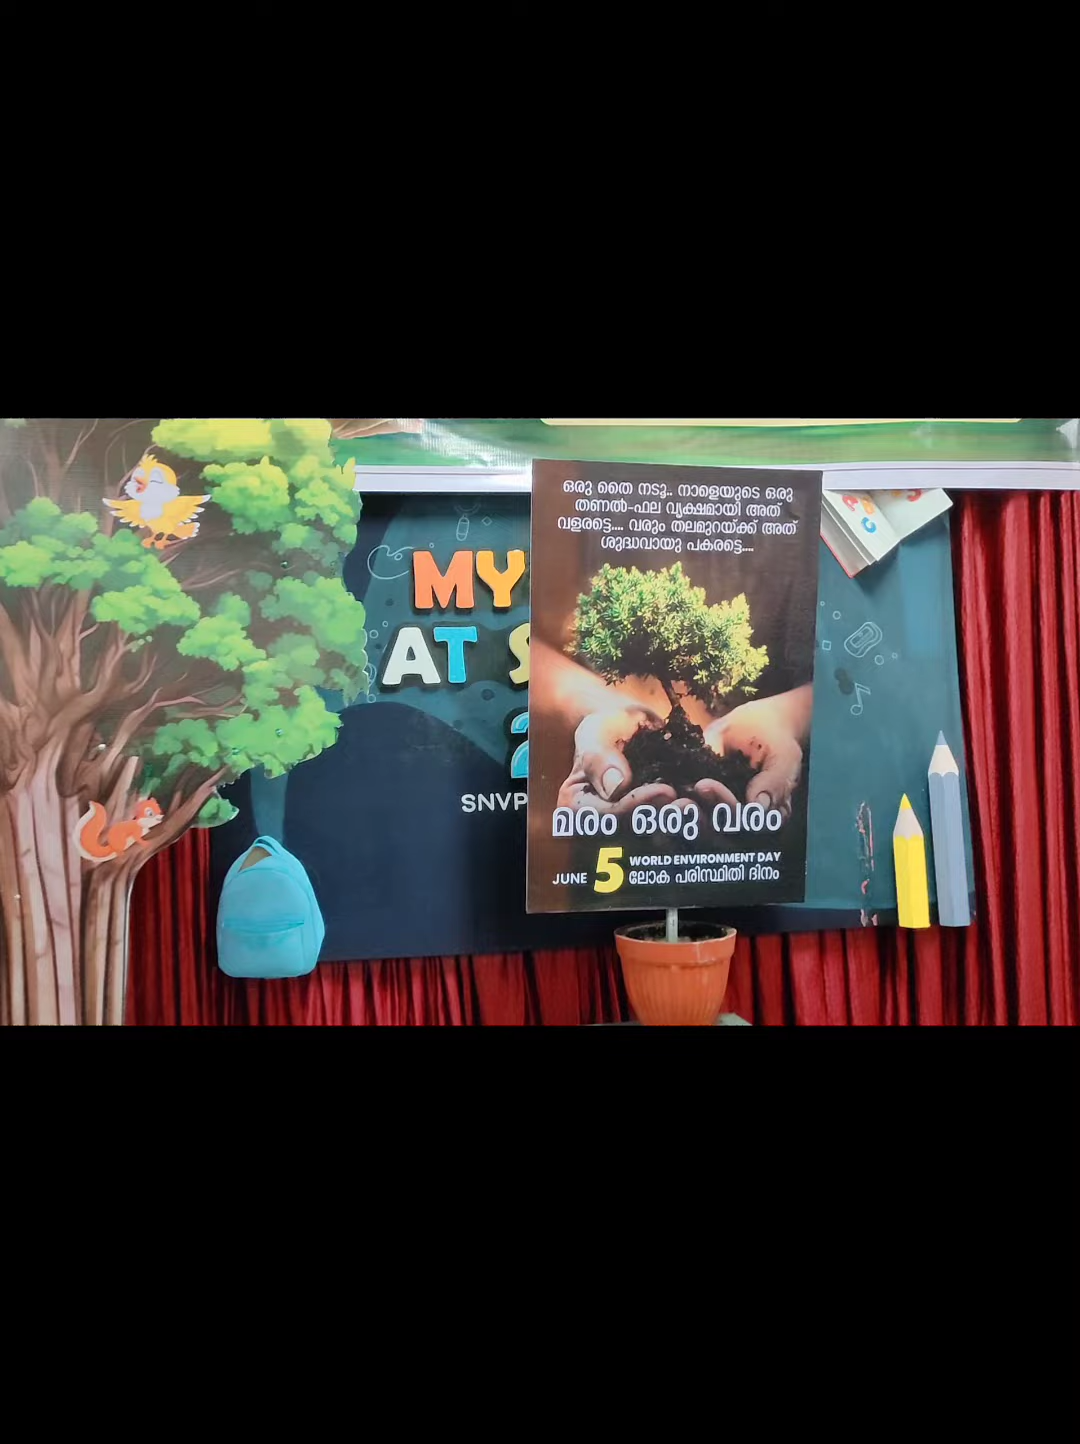 ഒരു തൈ നടൂ.. നാളെയുടെ ഒരു
തണൽ-ഫല വൃക്ഷമായി അത്
വളരട്ടെ.... വരും തലമുറയ്ക്ക് അത്
ശുദ്ധവായു പകരട്ടെ....
മരം ഒരു വരം
JUNE 5 WORLD ENVIRONMENT DAY
ലോക പരിസ്ഥിതി ദിനം
MY
AT S
2
SNVP